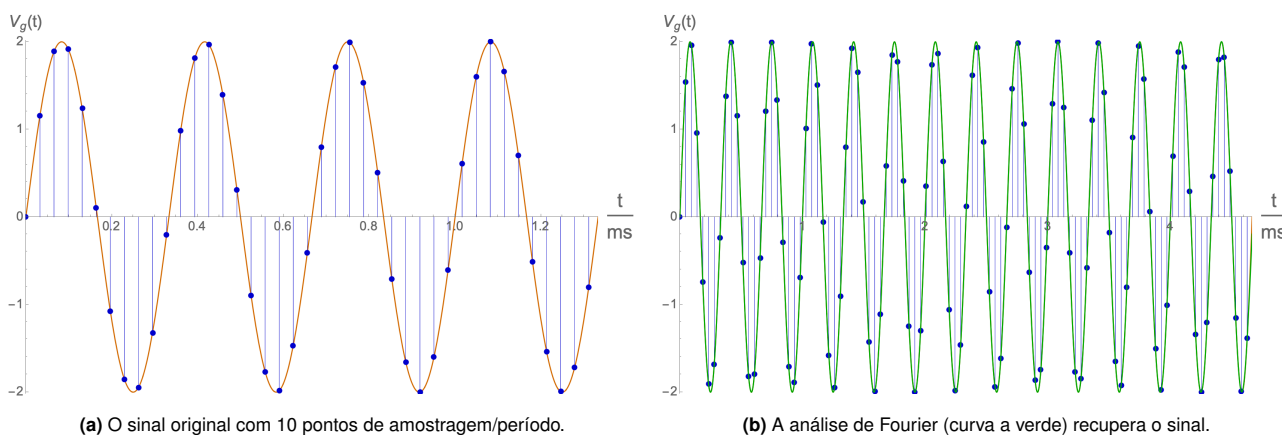 V_g(t)
2
1
0
-1
-2
0.2 0.4 0.6 0.8 1.0 1.2
t
ms
(a) O sinal original com 10 pontos de amostragem/período.
V_g(t)
2
1
0
-1
-2
1 2 3 4
t
ms
(b) A análise de Fourier (curva a verde) recupera o sinal.